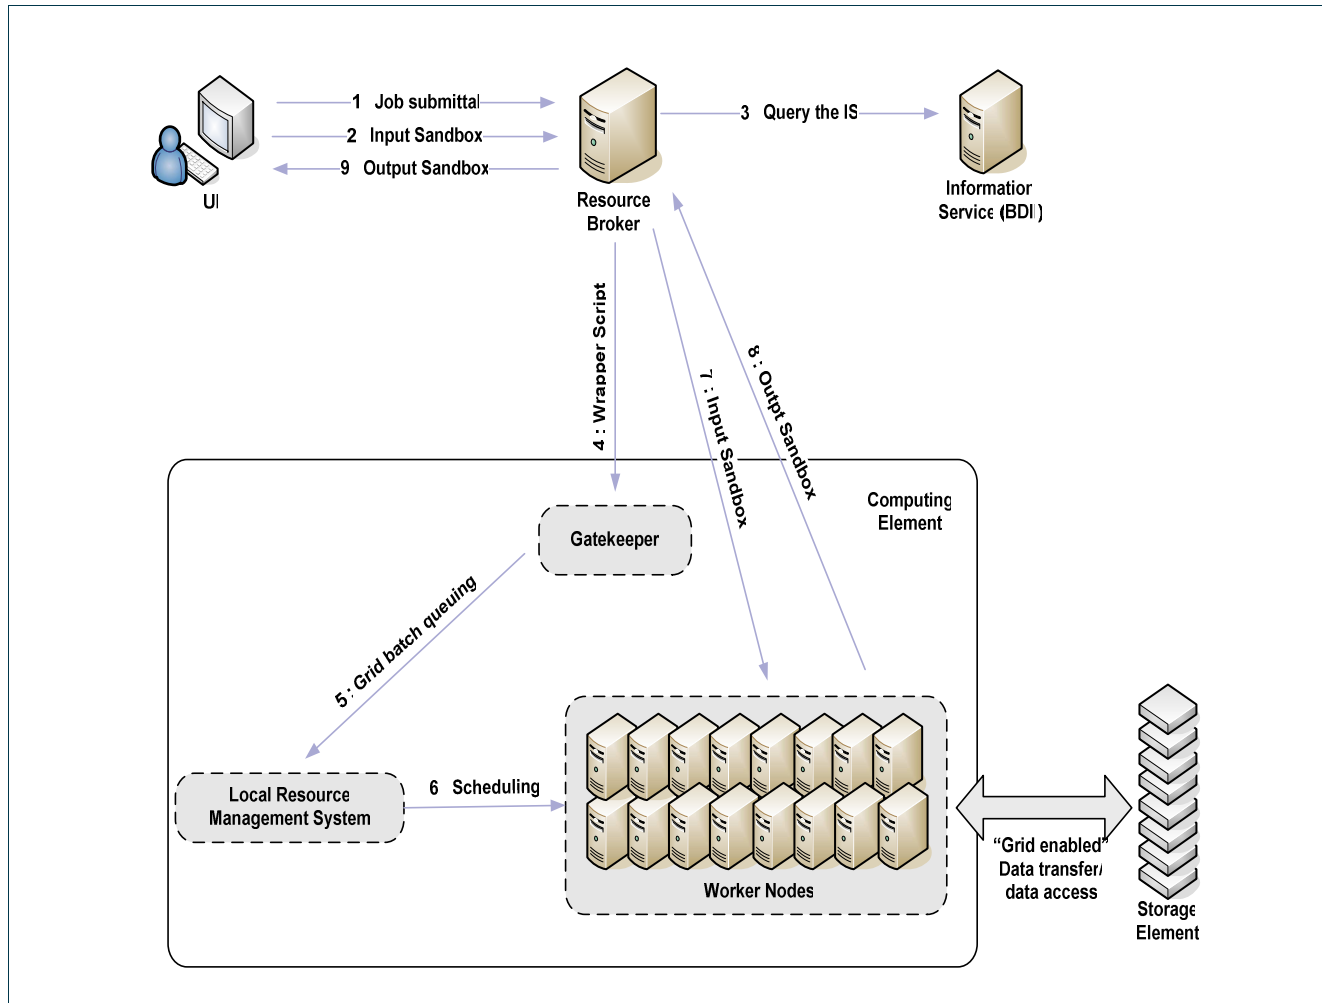 1 Job submittal
2 Input Sandbox
9 Output Sandbox
UI
Resource
Broker
3 Query the IS
Information
Service (BDII)
4 : Wrapper Script
7 : Input Sandbox
8 : Outpt Sandbox
Computing
Element
Gatekeeper
5 : Grid batch queuing
Local Resource
Management System
6 Scheduling
Worker Nodes
“Grid enabled”
Data transfer/
data access
Storage
Element